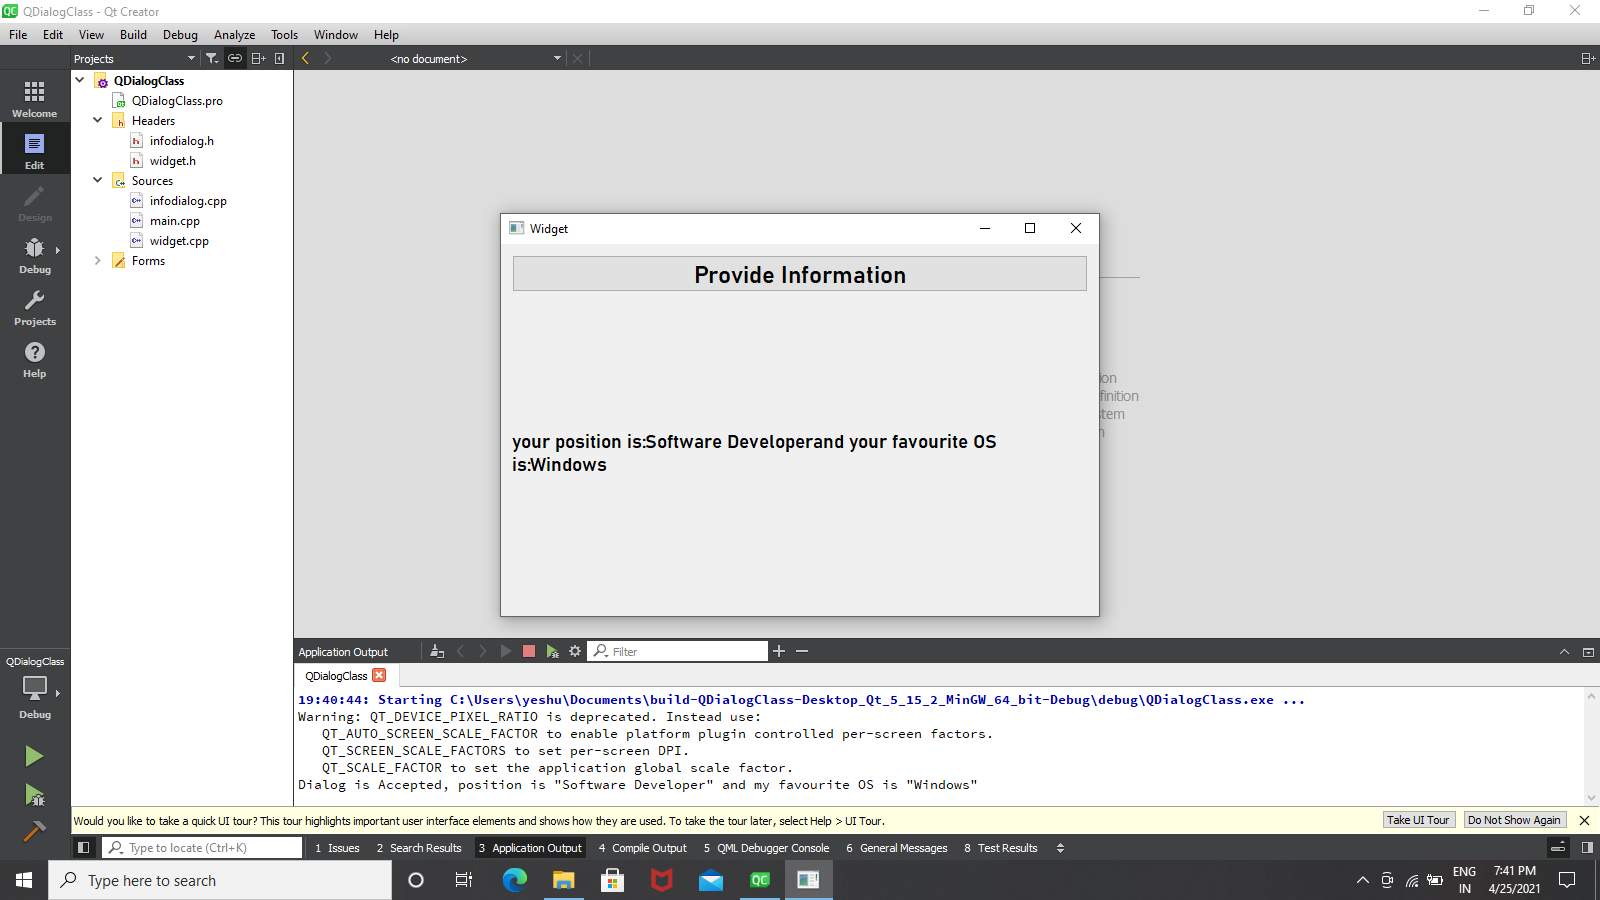 QDialogClass - Qt Creator
File Edit View Build Debug Analyze Tools Window Help
Projects <no document>
Welcome
Edit
Design
Debug
Projects
Help
QDialogClass
QDialogClass.pro
Headers
infodialog.h
widget.h
Sources
infodialog.cpp
main.cpp
widget.cpp
Forms
Widget
Provide Information
your position is:Software Developerand your favourite OS
is:Windows
ion
finition
stem
n
QDialogClass
Debug
Application Output Filter
QDialogClass
19:40:44: Starting C:\Users\yeshu\Documents\build-QDialogClass-Desktop_Qt_5_15_2_MinGW_64_bit-Debug\debug\QDialogClass.exe ...
Warning: QT_DEVICE_PIXEL_RATIO is deprecated. Instead use:
QT_AUTO_SCREEN_SCALE_FACTOR to enable platform plugin controlled per-screen factors.
QT_SCREEN_SCALE_FACTORS to set per-screen DPI.
QT_SCALE_FACTOR to set the application global scale factor.
Dialog is Accepted, position is "Software Developer" and my favourite OS is "Windows"
Would you like to take a quick UI tour? This tour highlights important user interface elements and shows how they are used. To take the tour later, select Help > UI Tour. Take UI Tour Do Not Show Again
Type to locate (Ctrl+K) 1 Issues 2 Search Results 3 Application Output 4 Compile Output 5 QML Debugger Console 6 General Messages 8 Test Results
Type here to search
QC
ENG
IN
7:41 PM
4/25/2021